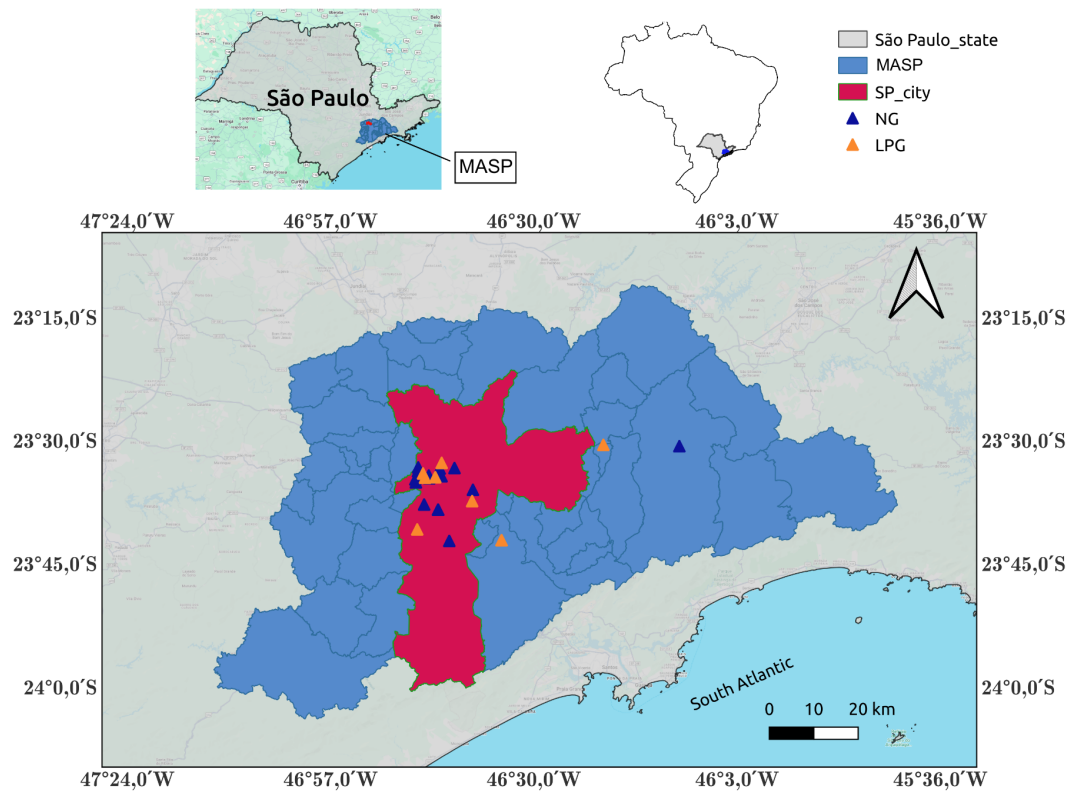 São Paulo
MASP
São Paulo_state
MASP
SP_city
NG
LPG
47°24,0´W 46°57,0´W 46°30,0´W 46°3,0´W 45°36,0´W
23°15,0´S 23°15,0´S
23°30,0´S 23°30,0´S
23°45,0´S 23°45,0´S
24°0,0´S 24°0,0´S
South Atlantic
0 10 20 km
47°24,0´W 46°57,0´W 46°30,0´W 46°3,0´W 45°36,0´W